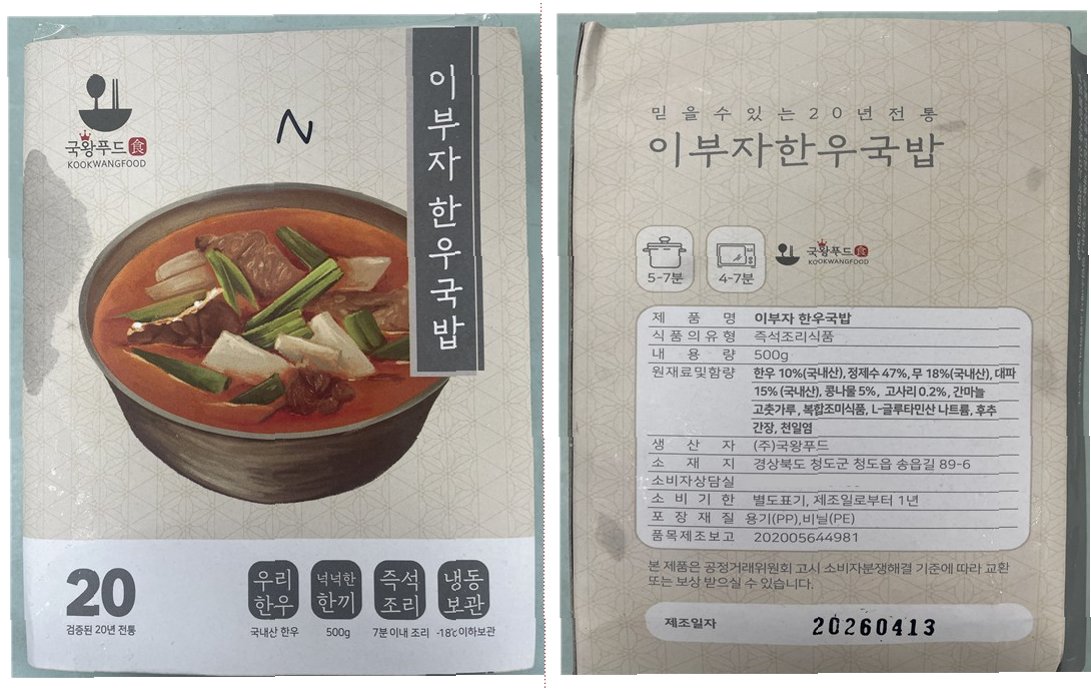 국왕푸드 食
KOOKWANGFOOD
N
이부자한우국밥
20
검증된 20년 전통
우리한우
국내산 한우
넉넉한한끼
500g
즉석조리
7분 이내 조리
냉동보관
-18℃이하보관
믿을수있는20년전통
이부자한우국밥
5-7분
4-7분
국왕푸드 食
KOOKWANGFOOD
제품명 이부자 한우국밥
식품의유형 즉석조리식품
내용량 500g
원재료및함량 한우 10%(국내산), 정제수 47%, 무 18%(국내산), 대파
15% (국내산), 콩나물 5%, 고사리 0.2%, 간마늘
고춧가루, 복합조미식품, L-글루타민산 나트륨, 후추
간장, 천일염
생산자 (주)국왕푸드
소재지 경상북도 청도군 청도읍 송읍길 89-6
소비자상담실
소비기한 별도표기, 제조일로부터 1년
포장재질 용기(PP),비닐(PE)
품목제조보고 202005644981
본 제품은 공정거래위원회 고시 소비자분쟁해결 기준에 따라 교환
또는 보상 받으실 수 있습니다.
제조일자 20260413